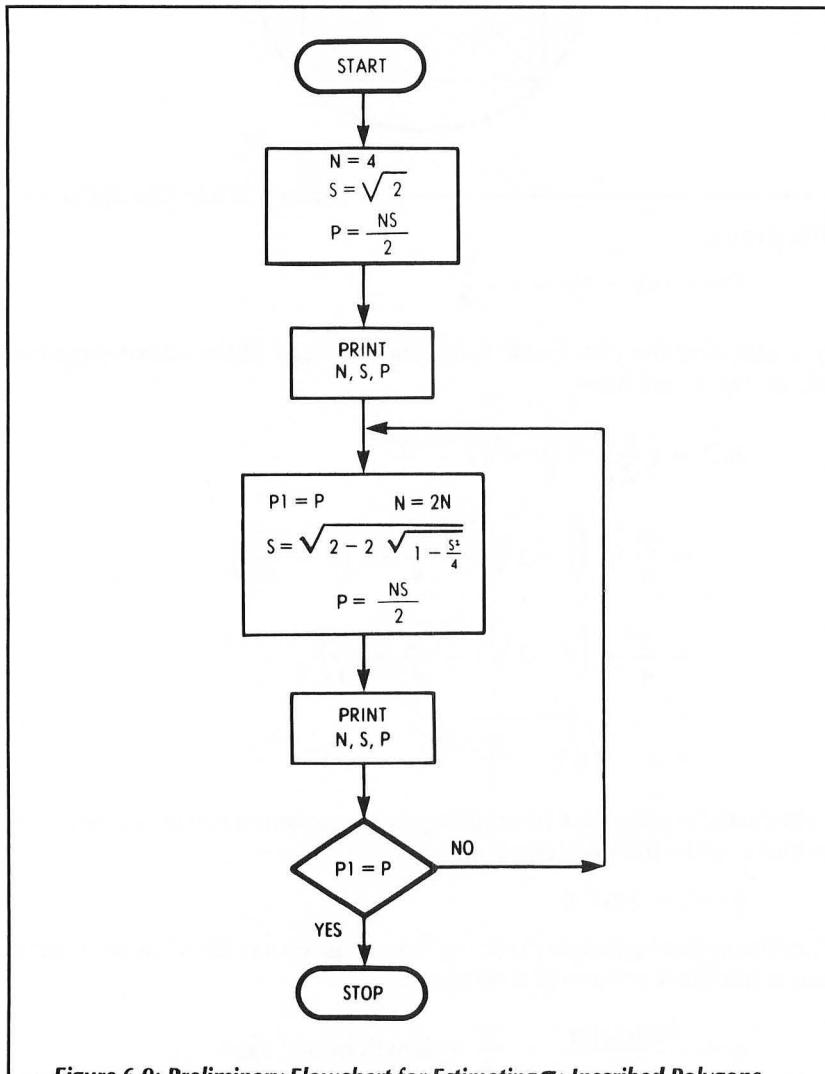 START
N = 4
S = √2
P = NS/2
PRINT
N, S, P
P1 = P N = 2N
S = √(2 − 2 √(1 − S²/4))
P = NS/2
PRINT
N, S, P
P1 = P
NO
YES
STOP
Figure 6.9: Preliminary Flowchart for Estimating π: Inscribed Polygons